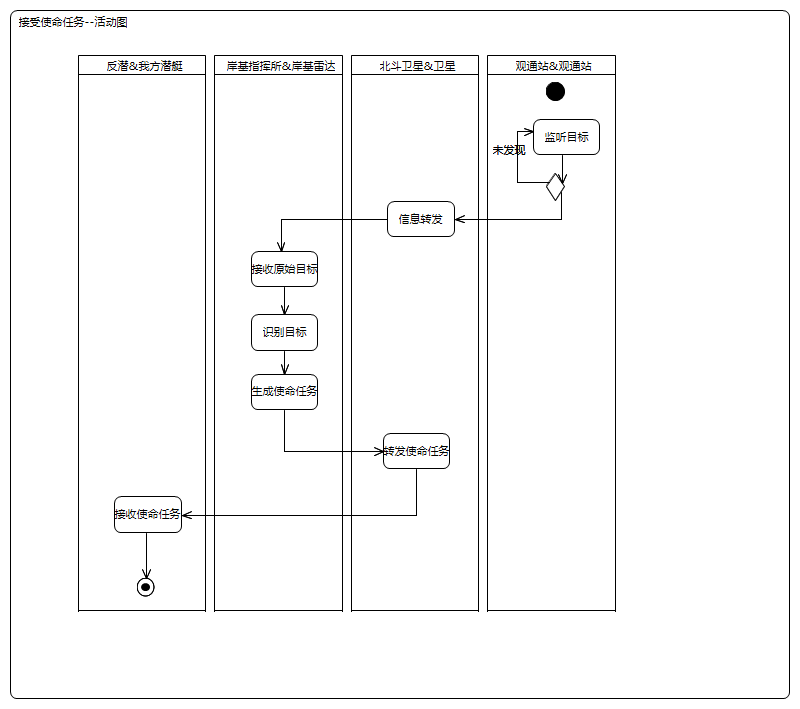 接受使命任务--活动图
反潜&我方潜艇
岸基指挥所&岸基雷达
北斗卫星&卫星
观通站&观通站
监听目标
未发现
信息转发
接收原始目标
识别目标
生成使命任务
转发使命任务
接收使命任务